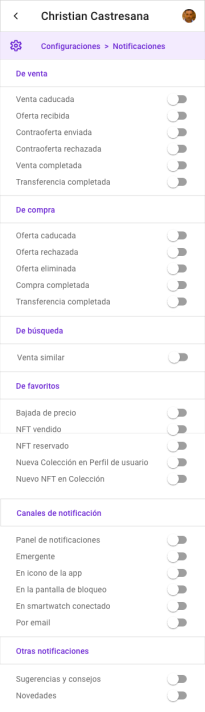 Christian Castresana
Configuraciones > Notificaciones
De venta
Venta caducada
Oferta recibida
Contraoferta enviada
Contraoferta rechazada
Venta completada
Transferencia completada
De compra
Oferta caducada
Oferta rechazada
Oferta eliminada
Compra completada
Transferencia completada
De búsqueda
Venta similar
De favoritos
Bajada de precio
NFT vendido
NFT reservado
Nueva Colección en Perfil de usuario
Nuevo NFT en Colección
Canales de notificación
Panel de notificaciones
Emergente
En icono de la app
En la pantalla de bloqueo
En smartwatch conectado
Por email
Otras notificaciones
Sugerencias y consejos
Novedades